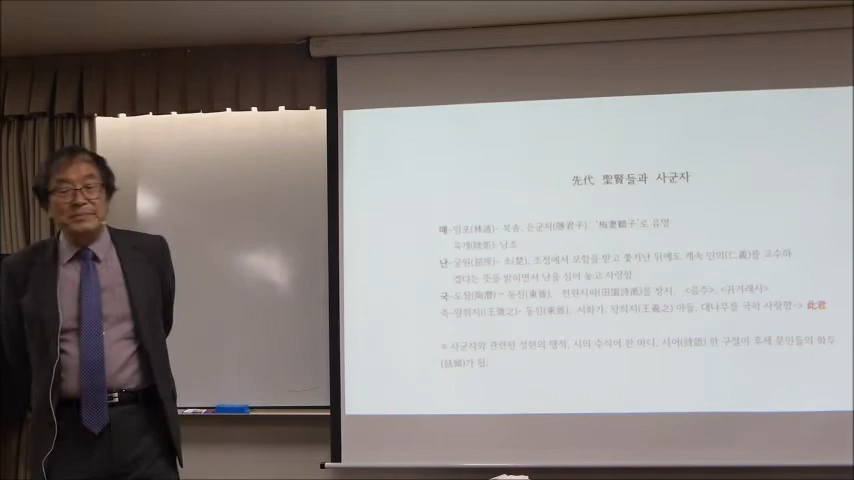 先代 聖賢들과 사군자
매-임포(林逋)- 북송. 은군자(隱君子). '梅妻鶴子'로 유명
육개(陸凱)- 남조
난-굴원(屈原)- 초(楚). 조정에서 모함을 받고 쫓겨난 뒤에도 계속 인의(仁義)를 고수하
겠다는 뜻을 밝히면서 난을 심어 놓고 사랑함
국-도잠(陶潛) - 동진(東晉). 전원시파(田園詩派)를 창시. <음주>, <귀거래사>
죽-왕휘지(王徽之)- 동진(東晉). 서화가. 왕희지(王羲之) 아들. 대나무를 극히 사랑함-> 此君
사군자와 관련된 성현의 행적, 시의 수식어 한 마디, 시어(詩語) 한 구절이 후세 문인들의 화두
(話頭)가 됨.